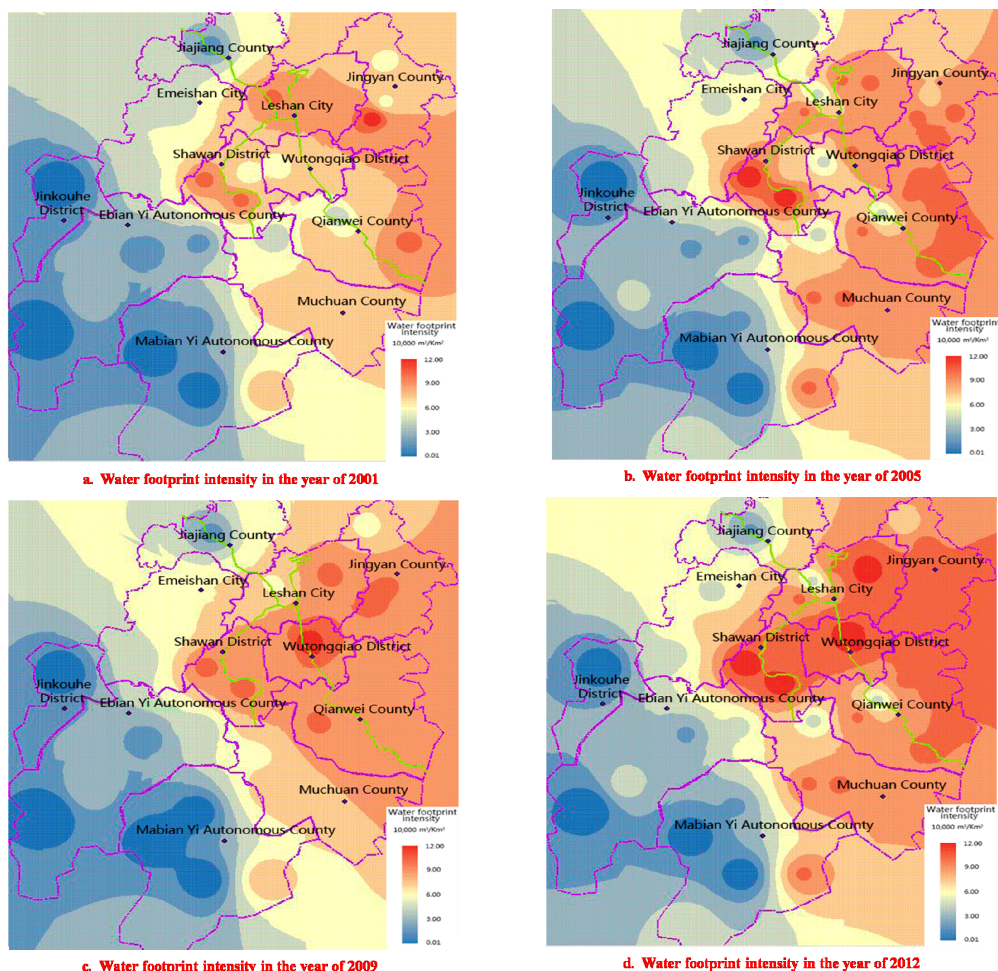 Jiajiang County
Jingyan County
Emeishan City
Leshan City
Shawan District
Wutongqiao District
Jinkouhe
District
Ebian Yi Autonomous County
Qianwei County
Muchuan County
Mabian Yi Autonomous County
Water footprint
intensity
10,000 m³/Km²
12.00
9.00
6.00
3.00
0.01
a. Water footprint intensity in the year of 2001
Jiajiang County
Jingyan County
Emeishan City
Leshan City
Shawan District
Wutongqiao District
Jinkouhe
District
Ebian Yi Autonomous County
Qianwei County
Muchuan County
Mabian Yi Autonomous County
Water footprint
intensity
10,000 m³/Km²
12.00
9.00
6.00
3.00
0.01
b. Water footprint intensity in the year of 2005
Jiajiang County
Jingyan County
Emeishan City
Leshan City
Shawan District
Wutongqiao District
Jinkouhe
District
Ebian Yi Autonomous County
Qianwei County
Muchuan County
Mabian Yi Autonomous County
Water footprint
intensity
10,000 m³/Km²
12.00
9.00
6.00
3.00
0.01
c. Water footprint intensity in the year of 2009
Jiajiang County
Jingyan County
Emeishan City
Leshan City
Shawan District
Wutongqiao District
Jinkouhe
District
Ebian Yi Autonomous County
Qianwei County
Muchuan County
Mabian Yi Autonomous County
Water footprint
intensity
10,000 m³/Km²
12.00
9.00
6.00
3.00
0.01
d. Water footprint intensity in the year of 2012